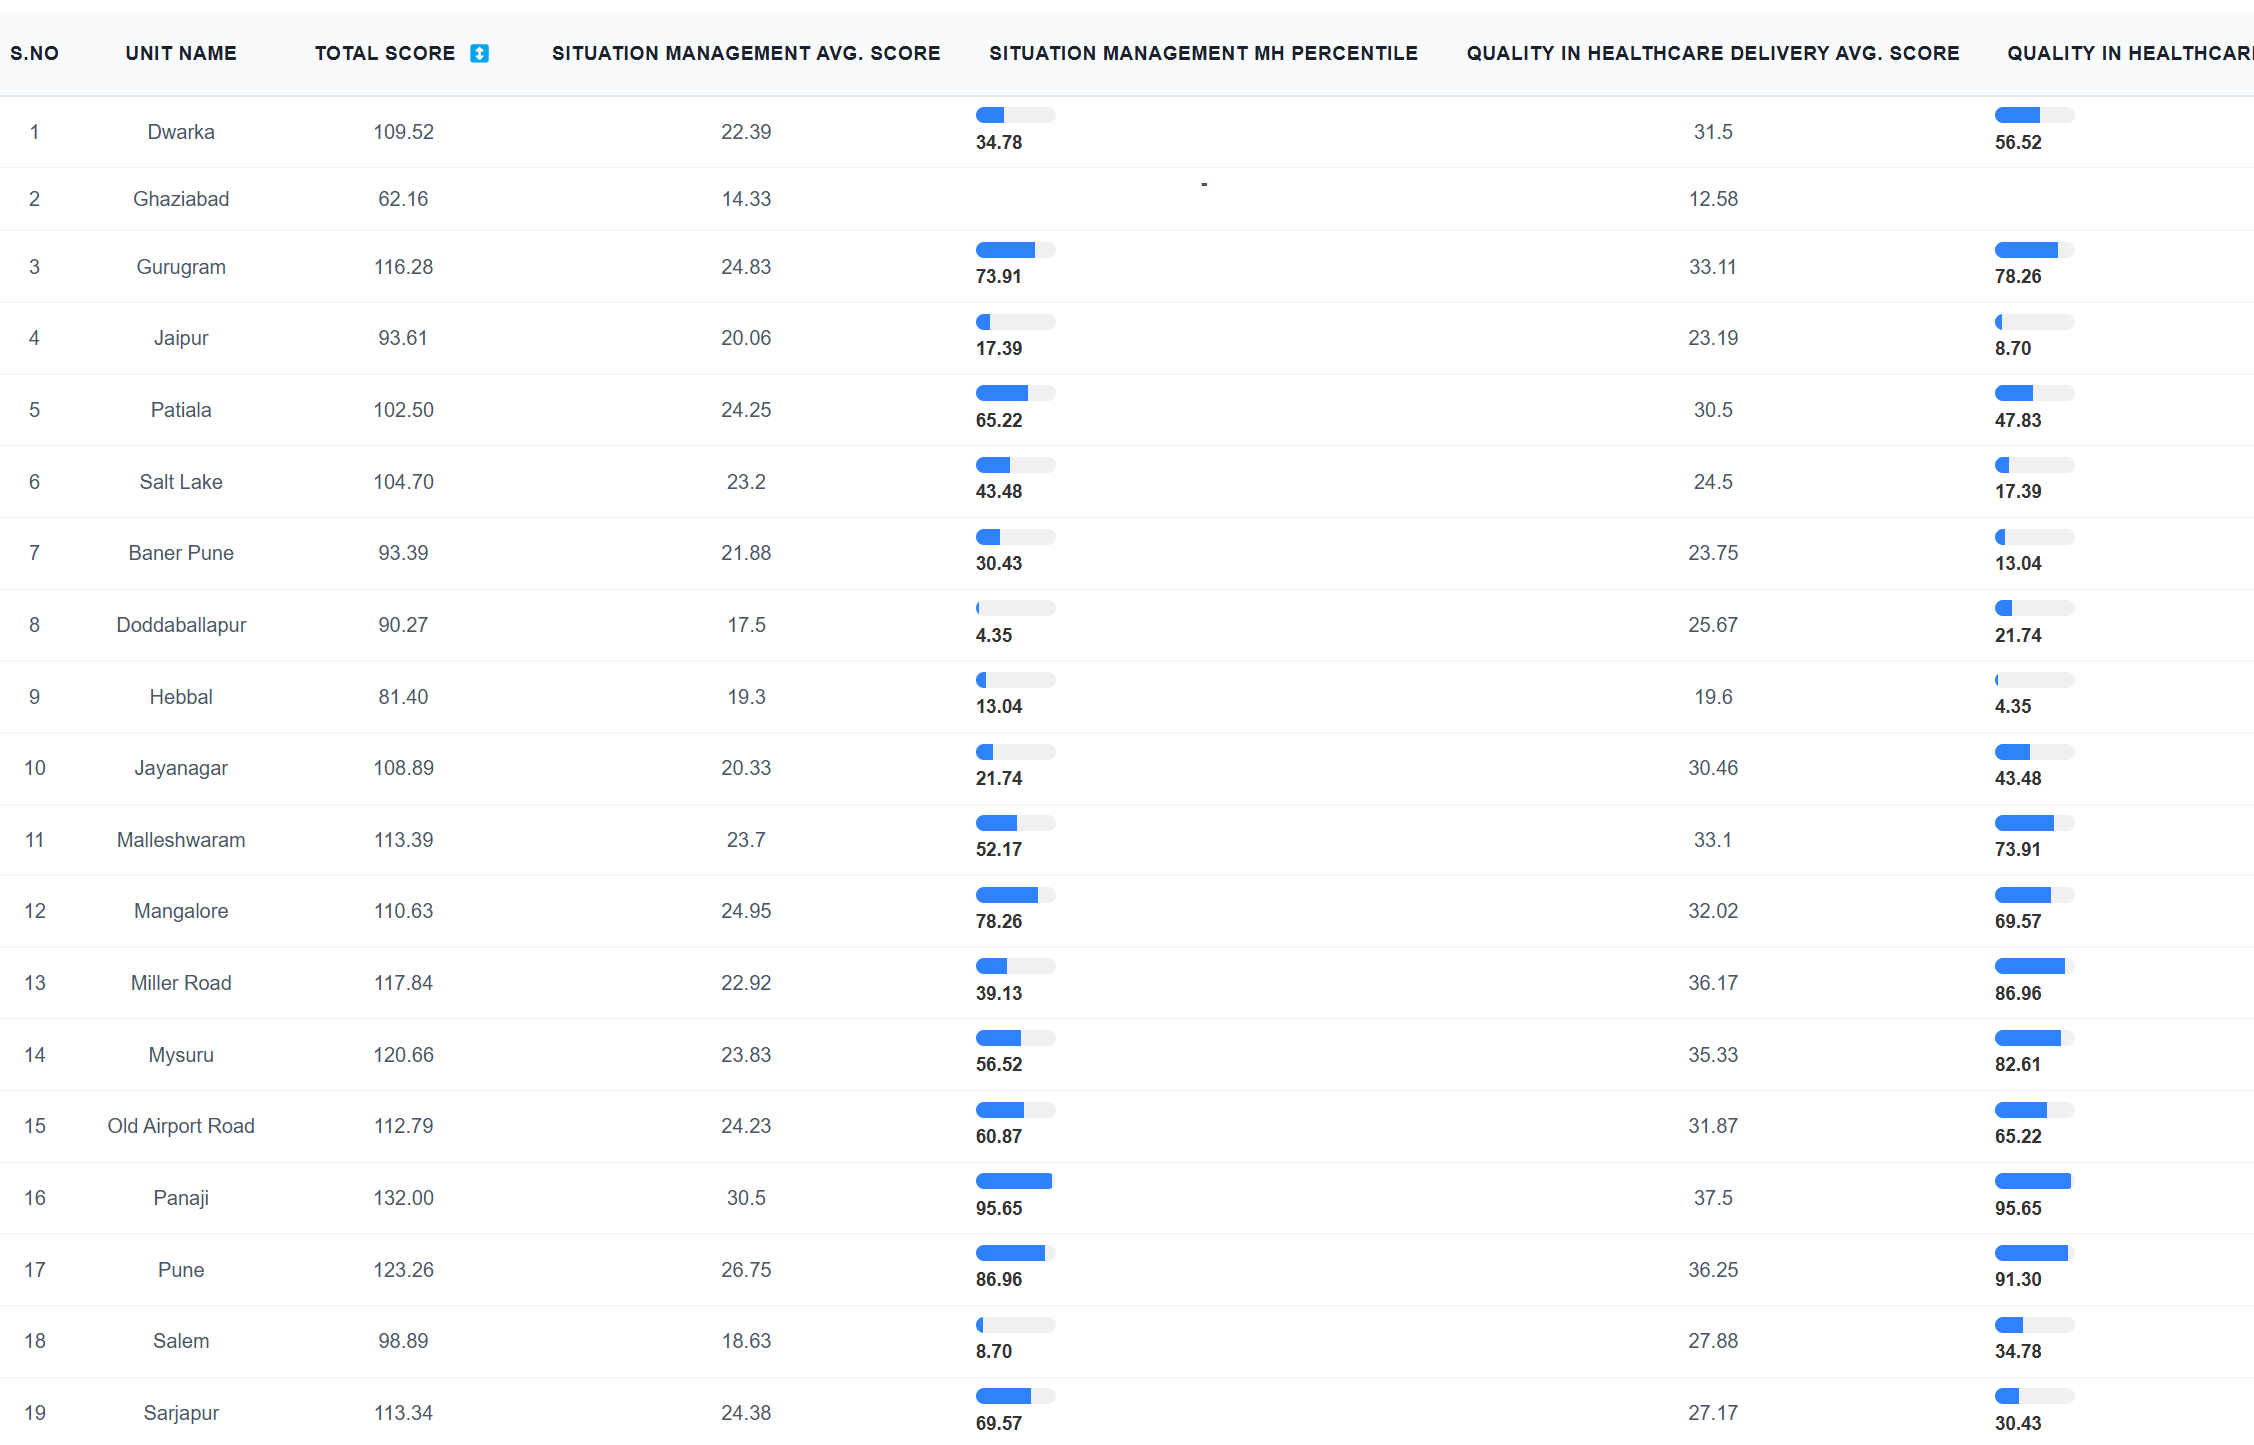 S.NO UNIT NAME TOTAL SCORE SITUATION MANAGEMENT AVG. SCORE SITUATION MANAGEMENT MH PERCENTILE QUALITY IN HEALTHCARE DELIVERY AVG. SCORE QUALITY IN HEALTHCAR
1 Dwarka 109.52 22.39 34.78 31.5 56.52
2 Ghaziabad 62.16 14.33 - 12.58
3 Gurugram 116.28 24.83 73.91 33.11 78.26
4 Jaipur 93.61 20.06 17.39 23.19 8.70
5 Patiala 102.50 24.25 65.22 30.5 47.83
6 Salt Lake 104.70 23.2 43.48 24.5 17.39
7 Baner Pune 93.39 21.88 30.43 23.75 13.04
8 Doddaballapur 90.27 17.5 4.35 25.67 21.74
9 Hebbal 81.40 19.3 13.04 19.6 4.35
10 Jayanagar 108.89 20.33 21.74 30.46 43.48
11 Malleshwaram 113.39 23.7 52.17 33.1 73.91
12 Mangalore 110.63 24.95 78.26 32.02 69.57
13 Miller Road 117.84 22.92 39.13 36.17 86.96
14 Mysuru 120.66 23.83 56.52 35.33 82.61
15 Old Airport Road 112.79 24.23 60.87 31.87 65.22
16 Panaji 132.00 30.5 95.65 37.5 95.65
17 Pune 123.26 26.75 86.96 36.25 91.30
18 Salem 98.89 18.63 8.70 27.88 34.78
19 Sarjapur 113.34 24.38 69.57 27.17 30.43